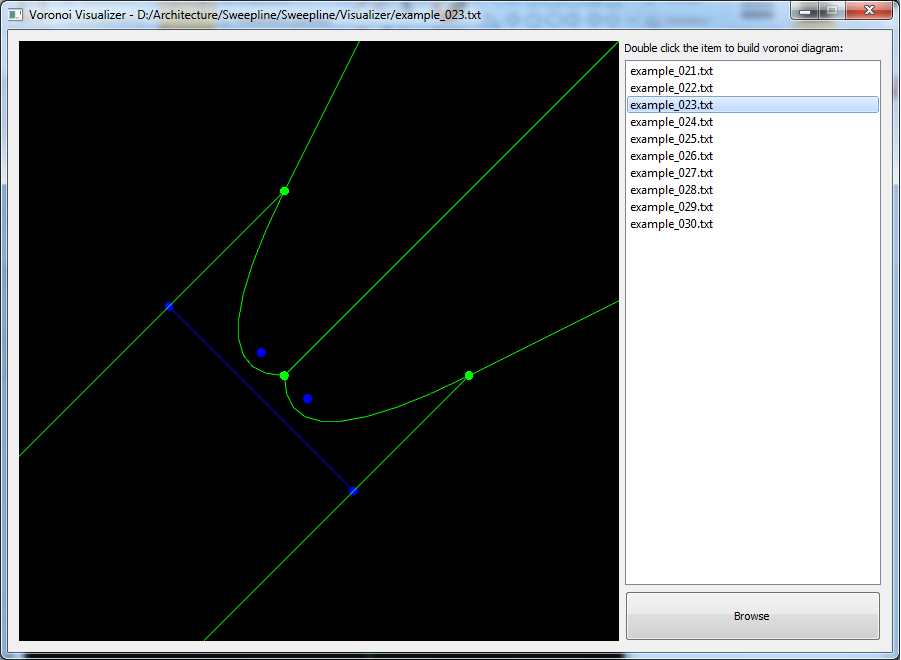 Voronoi Visualizer - D:/Architecture/Sweepline/Sweepline/Visualizer/example_023.txt
Double click the item to build voronoi diagram:
example_021.txt
example_022.txt
example_023.txt
example_024.txt
example_025.txt
example_026.txt
example_027.txt
example_028.txt
example_029.txt
example_030.txt
Browse